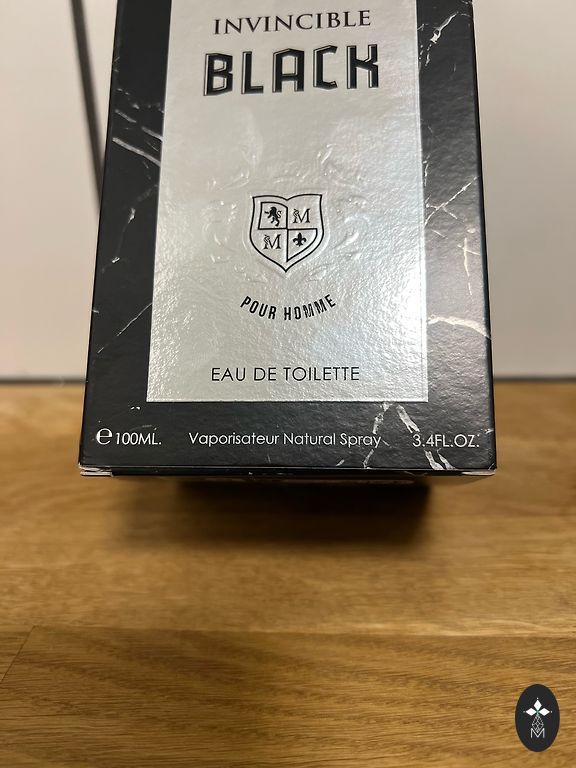 INVINCIBLE
BLACK
M
M
POUR HOMME
EAU DE TOILETTE
℮100ML. Vaporisateur Natural Spray 3.4FL.OZ.
M